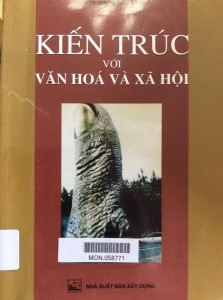 KIẾN TRÚC
VỚI
VĂN HOÁ VÀ XÃ HỘI
MON.058771
NHÀ XUẤT BẢN XÂY DỰNG